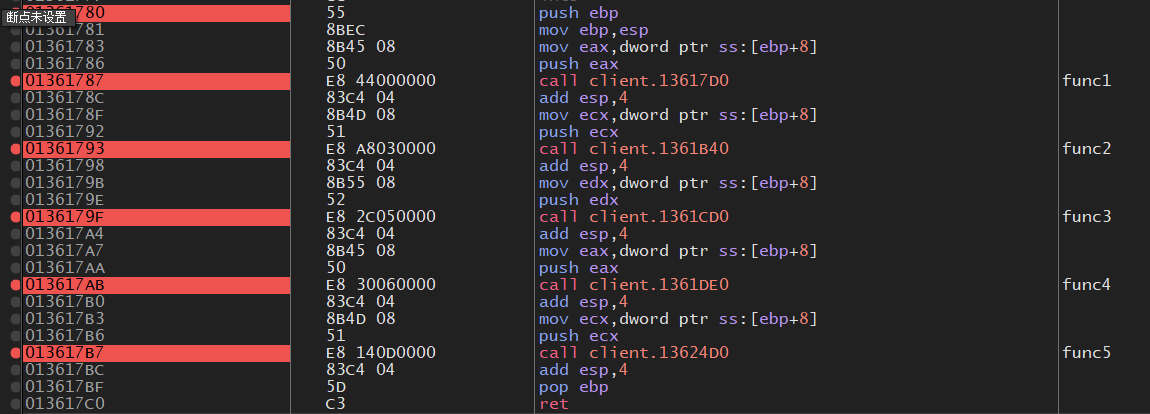 断点未设置
01361780 55 push ebp
01361781 8BEC mov ebp,esp
01361783 8B45 08 mov eax,dword ptr ss:[ebp+8]
01361786 50 push eax
01361787 E8 44000000 call client.13617D0 func1
0136178C 83C4 04 add esp,4
0136178F 8B4D 08 mov ecx,dword ptr ss:[ebp+8]
01361792 51 push ecx
01361793 E8 A8030000 call client.1361B40 func2
01361798 83C4 04 add esp,4
0136179B 8B55 08 mov edx,dword ptr ss:[ebp+8]
0136179E 52 push edx
0136179F E8 2C050000 call client.1361CD0 func3
013617A4 83C4 04 add esp,4
013617A7 8B45 08 mov eax,dword ptr ss:[ebp+8]
013617AA 50 push eax
013617AB E8 30060000 call client.1361DE0 func4
013617B0 83C4 04 add esp,4
013617B3 8B4D 08 mov ecx,dword ptr ss:[ebp+8]
013617B6 51 push ecx
013617B7 E8 140D0000 call client.13624D0 func5
013617BC 83C4 04 add esp,4
013617BF 5D pop ebp
013617C0 C3 ret